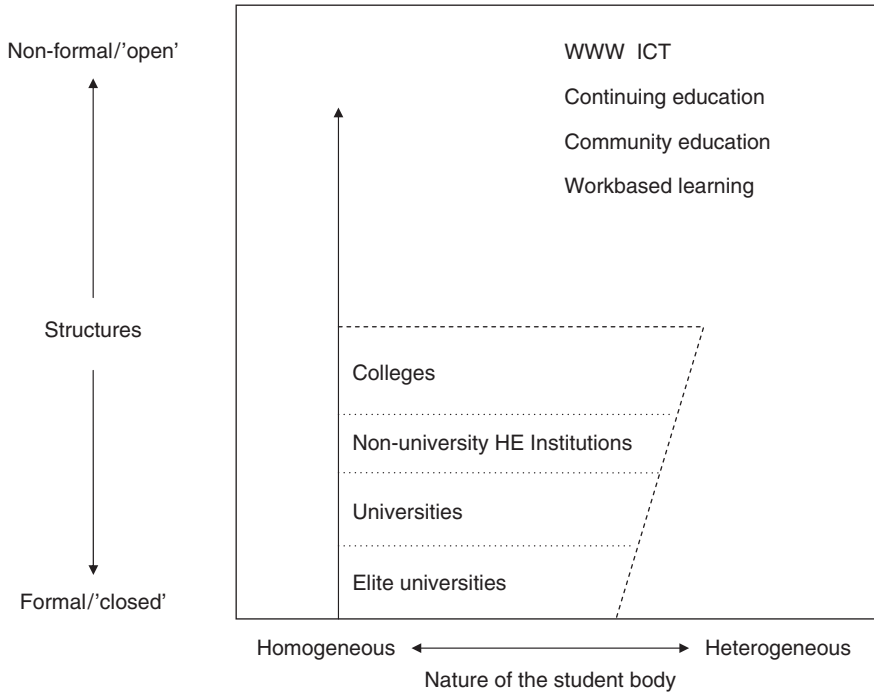 Non-formal/'open'
WWW ICT
Continuing education
Community education
Workbased learning
Structures
Colleges
Non-university HE Institutions
Universities
Elite universities
Formal/'closed'
Homogeneous
Heterogeneous
Nature of the student body